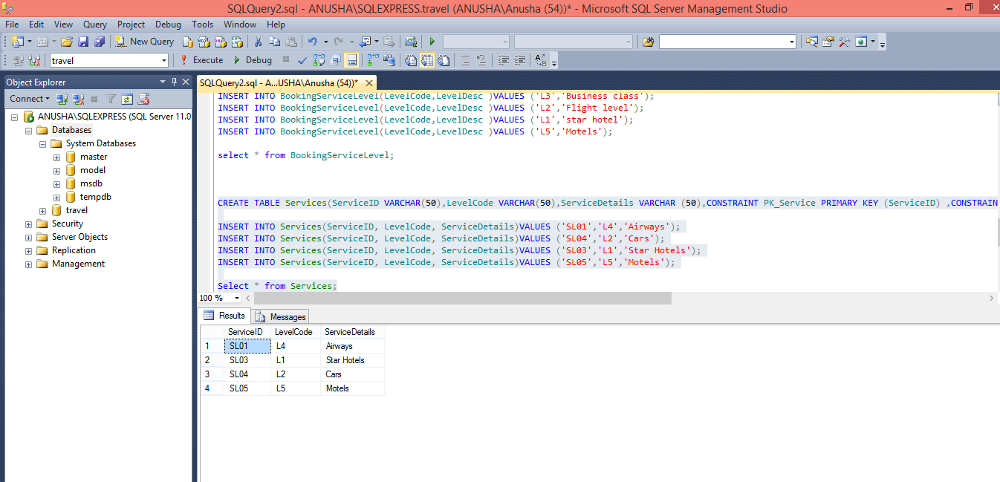 SQLQuery2.sql - ANUSHA\SQLEXPRESS.travel (ANUSHA\Anusha (54))* - Microsoft SQL Server Management Studio
File Edit View Query Project Debug Tools Window Help
New Query
travel Execute Debug
Object Explorer
Connect
ANUSHA\SQLEXPRESS (SQL Server 11.0
Databases
System Databases
master
model
msdb
tempdb
travel
Security
Server Objects
Replication
Management
SQLQuery2.sql - A...USHA\Anusha (54))*
INSERT INTO BookingServiceLevel(LevelCode,LevelDesc )VALUES ('L3','Business class');
INSERT INTO BookingServiceLevel(LevelCode,LevelDesc )VALUES ('L2','Flight level');
INSERT INTO BookingServiceLevel(LevelCode,LevelDesc )VALUES ('L1','star hotel');
INSERT INTO BookingServiceLevel(LevelCode,LevelDesc )VALUES ('L5','Motels');
select * from BookingServiceLevel;
CREATE TABLE Services(ServiceID VARCHAR(50),LevelCode VARCHAR(50),ServiceDetails VARCHAR (50),CONSTRAINT PK_Service PRIMARY KEY (ServiceID) ,CONSTRAIN
INSERT INTO Services(ServiceID, LevelCode, ServiceDetails)VALUES ('SL01','L4','Airways');
INSERT INTO Services(ServiceID, LevelCode, ServiceDetails)VALUES ('SL04','L2','Cars');
INSERT INTO Services(ServiceID, LevelCode, ServiceDetails)VALUES ('SL03','L1','Star Hotels');
INSERT INTO Services(ServiceID, LevelCode, ServiceDetails)VALUES ('SL05','L5','Motels');
Select * from Services;
100 %
Results Messages
ServiceID LevelCode ServiceDetails
1 SL01 L4 Airways
2 SL03 L1 Star Hotels
3 SL04 L2 Cars
4 SL05 L5 Motels